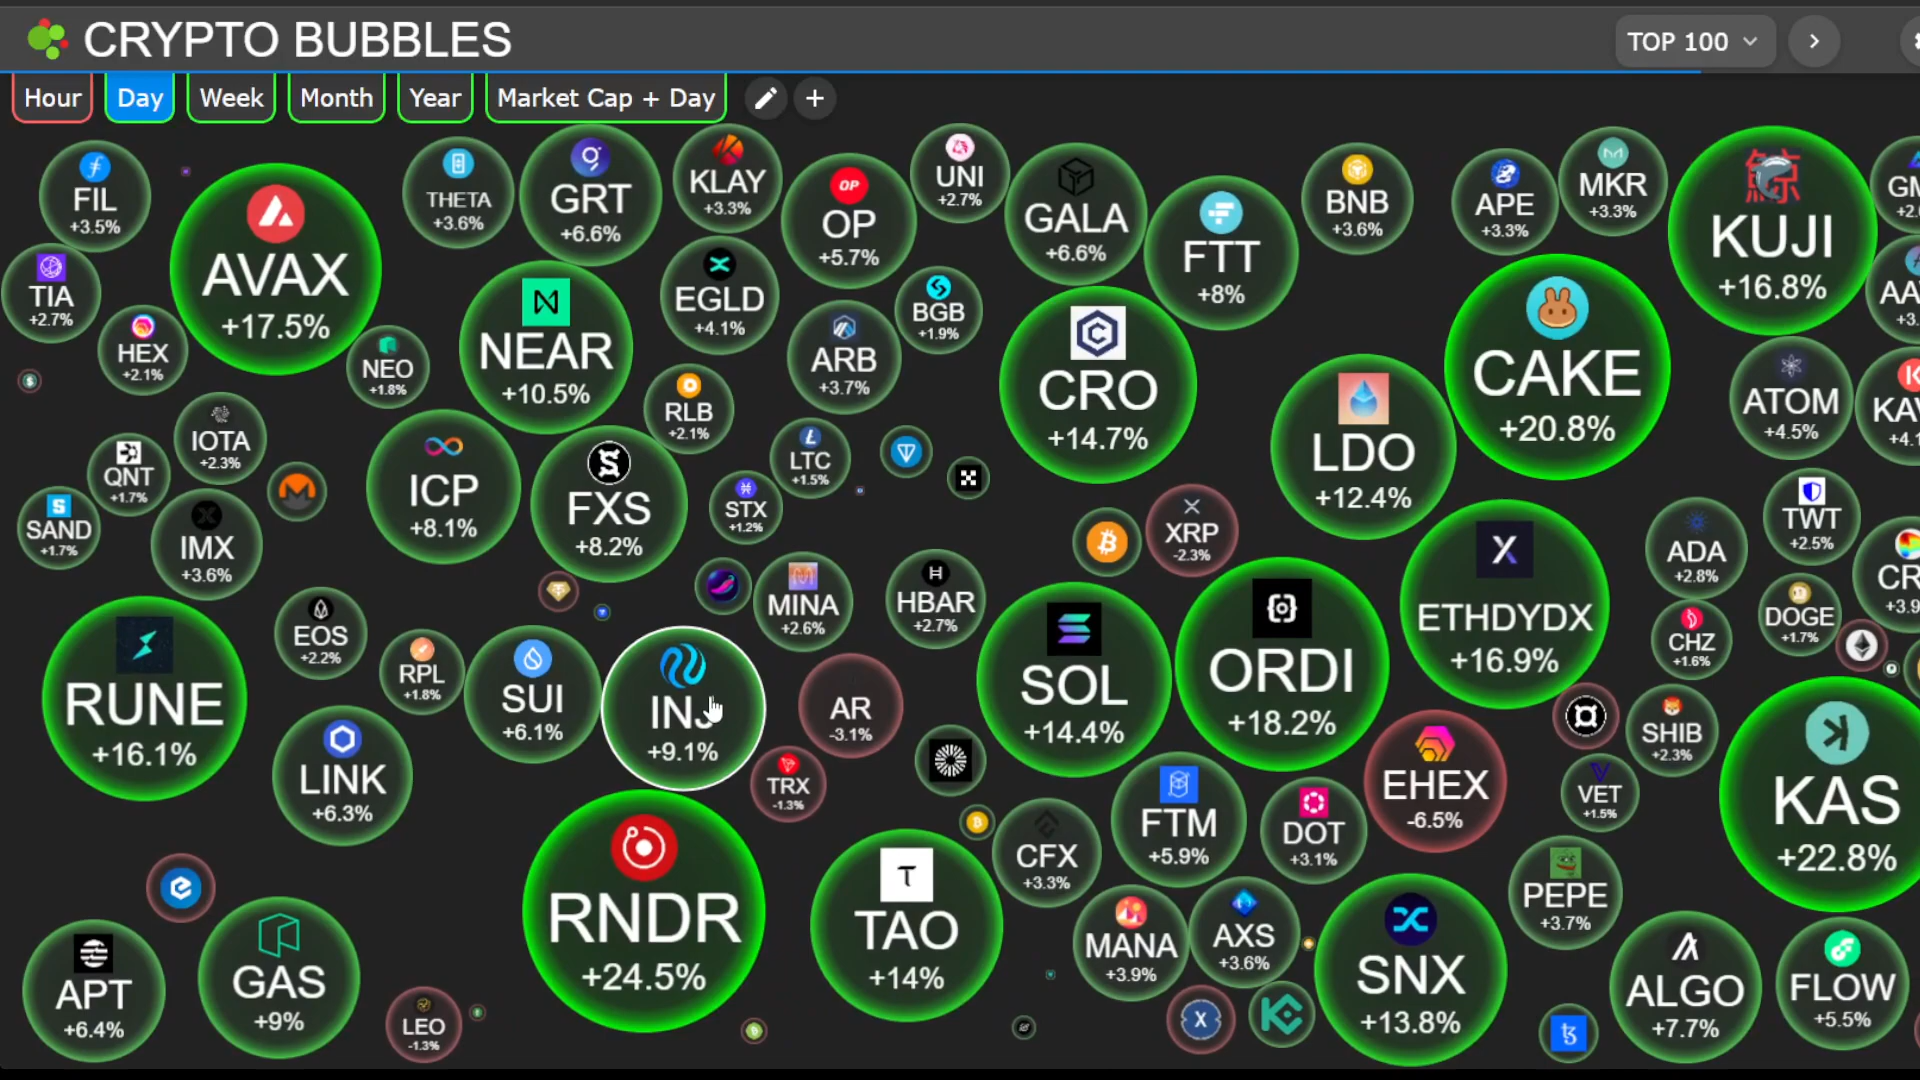 CRYPTO BUBBLES
TOP 100
Hour
Day
Week
Month
Year
Market Cap + Day
FIL
+3.5%
AVAX
+17.5%
THETA
+3.6%
GRT
+6.6%
KLAY
+3.3%
OP
+5.7%
UNI
+2.7%
GALA
+6.6%
FTT
+8%
BNB
+3.6%
APE
+3.3%
MKR
+3.3%
鯨
KUJI
+16.8%
TIA
+2.7%
HEX
+2.1%
NEO
+1.8%
NEAR
+10.5%
EGLD
+4.1%
ARB
+3.7%
BGB
+1.9%
CRO
+14.7%
LDO
+12.4%
CAKE
+20.8%
ATOM
+4.5%
IOTA
+2.3%
QNT
+1.7%
SAND
+1.7%
IMX
+3.6%
ICP
+8.1%
FXS
+8.2%
RLB
+2.1%
LTC
+1.5%
STX
+1.2%
XRP
-2.3%
ETHDYDX
+16.9%
ADA
+2.8%
TWT
+2.5%
RUNE
+16.1%
EOS
+2.2%
RPL
+1.8%
SUI
+6.1%
INJ
+9.1%
MINA
+2.6%
HBAR
+2.7%
AR
-3.1%
TRX
-1.3%
SOL
+14.4%
ORDI
+18.2%
CHZ
+1.6%
DOGE
+1.7%
SHIB
+2.3%
LINK
+6.3%
EHEX
-6.5%
VET
+1.5%
KAS
+22.8%
RNDR
+24.5%
TAO
+14%
CFX
+3.3%
FTM
+5.9%
DOT
+3.1%
MANA
+3.9%
AXS
+3.6%
SNX
+13.8%
PEPE
+3.7%
ALGO
+7.7%
FLOW
+5.5%
APT
+6.4%
GAS
+9%
LEO
-1.3%